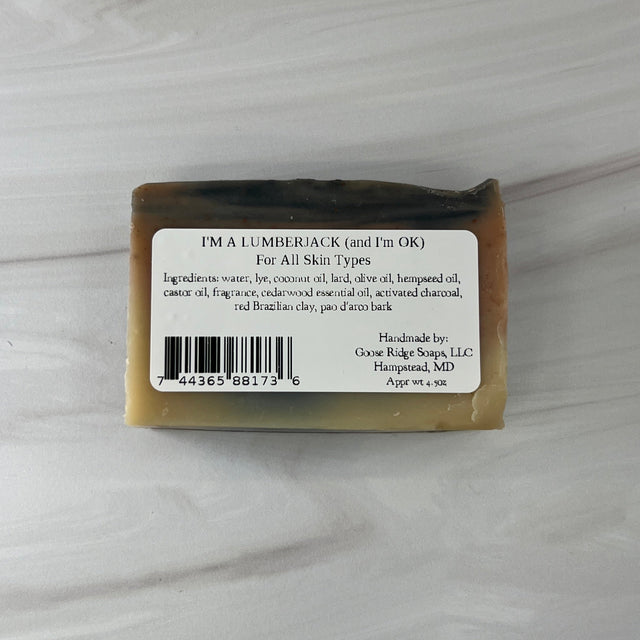 I'M A LUMBERJACK (and I'm OK)
For All Skin Types
Ingredients: water, lye, coconut oil, lard, olive oil, hempseed oil,
castor oil, fragrance, cedarwood essential oil, activated charcoal,
red Brazilian clay, pao d'arco bark
Handmade by:
Goose Ridge Soaps, LLC
Hampstead, MD
Appr wt 4.5oz
7 44365 88173 6